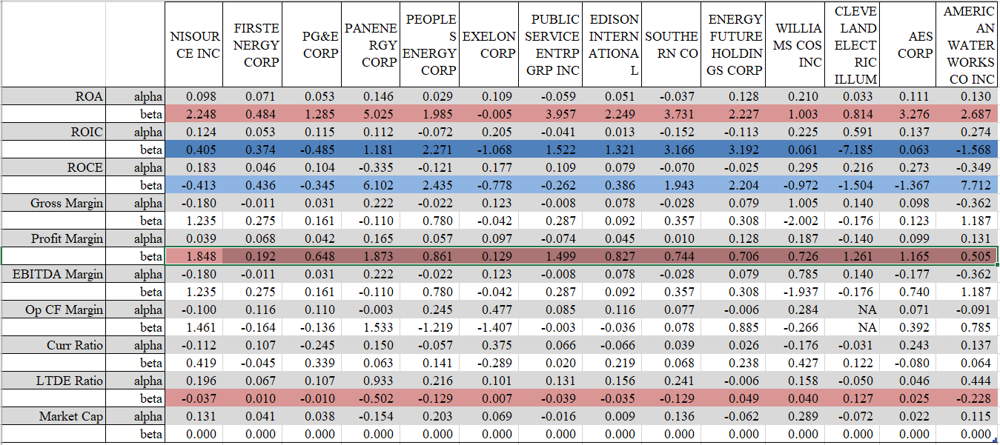 NISOUR CE INC FIRSTE NERGY CORP PG&E CORP PANENE RGY CORP PEOPLE S ENERGY CORP EXELON CORP PUBLIC SERVICE ENTRP GRP INC EDISON INTERN ATIONA L SOUTHE RN CO ENERGY FUTURE HOLDIN GS CORP WILLIA MS COS INC CLEVE LAND ELECT RIC ILLUM AES CORP AMERIC AN WATER WORKS CO INC
ROA alpha 0.098 0.071 0.053 0.146 0.029 0.109 -0.059 0.051 -0.037 0.128 0.210 0.033 0.111 0.130
beta 2.248 0.484 1.285 5.025 1.985 -0.005 3.957 2.249 3.731 2.227 1.003 0.814 3.276 2.687
ROIC alpha 0.124 0.053 0.115 0.112 -0.072 0.205 -0.041 0.013 -0.152 -0.113 0.225 0.591 0.137 0.274
beta 0.405 0.374 -0.485 1.181 2.271 -1.068 1.522 1.321 3.166 3.192 0.061 -7.185 0.063 -1.568
ROCE alpha 0.183 0.046 0.104 -0.335 -0.121 0.177 0.109 0.079 -0.070 -0.025 0.295 0.216 0.273 -0.349
beta -0.413 0.436 -0.345 6.102 2.435 -0.778 -0.262 0.386 1.943 2.204 -0.972 -1.504 -1.367 7.712
Gross Margin alpha -0.180 -0.011 0.031 0.222 -0.022 0.123 -0.008 0.078 -0.028 0.079 1.005 0.140 0.098 -0.362
beta 1.235 0.275 0.161 -0.110 0.780 -0.042 0.287 0.092 0.357 0.308 -2.002 -0.176 0.123 1.187
Profit Margin alpha 0.039 0.068 0.042 0.165 0.057 0.097 -0.074 0.045 0.010 0.128 0.187 -0.140 0.099 0.131
beta 1.848 0.192 0.648 1.873 0.861 0.129 1.499 0.827 0.744 0.706 0.726 1.261 1.165 0.505
EBITDA Margin alpha -0.180 -0.011 0.031 0.222 -0.022 0.123 -0.008 0.078 -0.028 0.079 0.785 0.140 -0.177 -0.362
beta 1.235 0.275 0.161 -0.110 0.780 -0.042 0.287 0.092 0.357 0.308 -1.937 -0.176 0.740 1.187
Op CF Margin alpha -0.100 0.116 0.110 -0.003 0.245 0.477 0.085 0.116 0.077 -0.006 0.284 NA 0.071 -0.091
beta 1.461 -0.164 -0.136 1.533 -1.219 -1.407 -0.003 -0.036 0.078 0.885 -0.266 NA 0.392 0.785
Curr Ratio alpha -0.112 0.107 -0.245 0.150 -0.057 0.375 0.066 -0.066 0.039 0.026 -0.176 -0.031 0.243 0.137
beta 0.419 -0.045 0.339 0.063 0.141 -0.289 0.020 0.219 0.068 0.238 0.427 0.122 -0.080 0.064
LTDE Ratio alpha 0.196 0.067 0.107 0.933 0.216 0.101 0.131 0.156 0.241 -0.006 0.158 -0.050 0.046 0.444
beta -0.037 0.010 -0.010 -0.502 -0.129 0.007 -0.039 -0.035 -0.129 0.049 0.040 0.127 0.025 -0.228
Market Cap alpha 0.131 0.041 0.038 -0.154 0.203 0.069 -0.016 0.009 0.136 -0.062 0.289 -0.072 0.022 0.115
beta 0.000 0.000 0.000 0.000 0.000 0.000 0.000 0.000 0.000 0.000 0.000 0.000 0.000 0.000